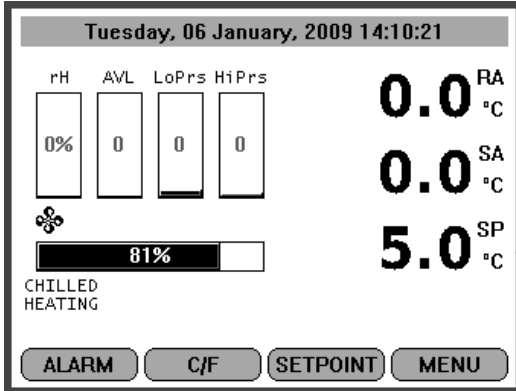 Tuesday, 06 January, 2009 14:10:21
rH AVL LoPrs HiPrs
0% 0 0 0
0.0 RA °C
0.0 SA °C
5.0 SP °C
81%
CHILLED
HEATING
ALARM C/F SETPOINT MENU